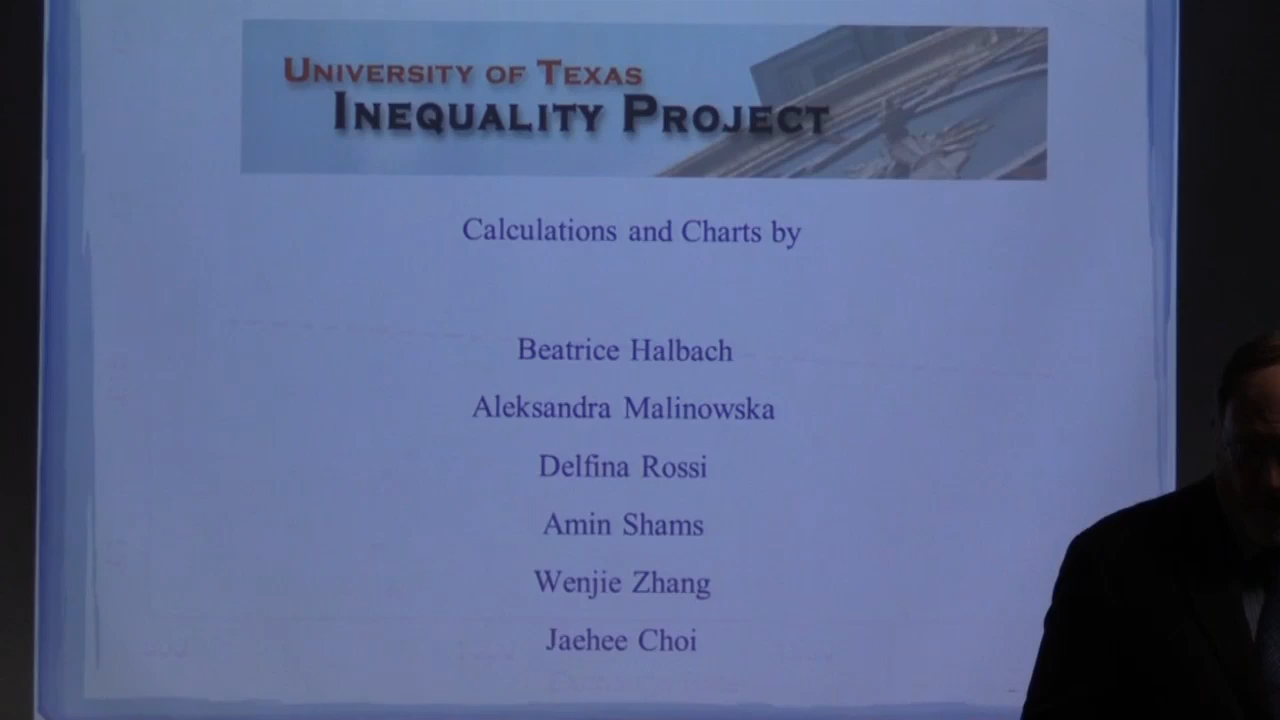 UNIVERSITY OF TEXAS
INEQUALITY PROJECT
Calculations and Charts by
Beatrice Halbach
Aleksandra Malinowska
Delfina Rossi
Amin Shams
Wenjie Zhang
Jaehee Choi